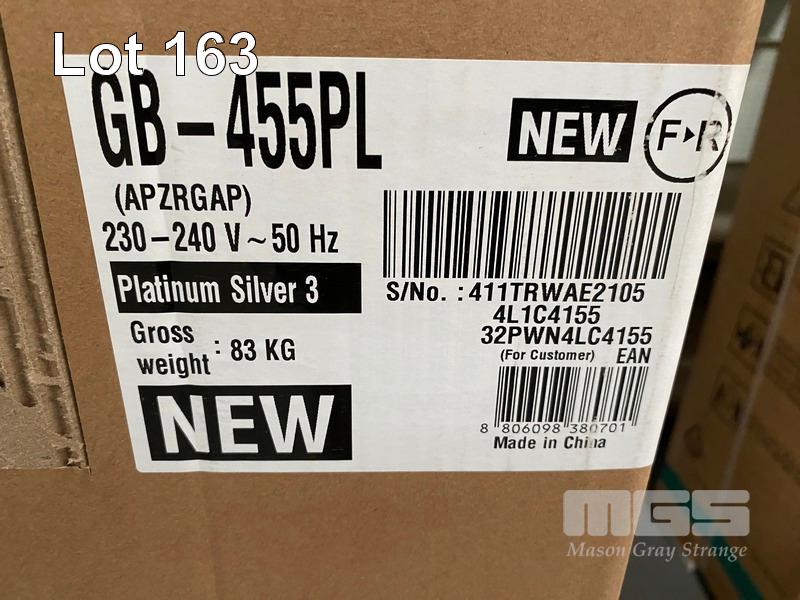 Lot 163
GB-455PL
NEW
F▸R
(APZRGAP)
230-240 V ~ 50 Hz
Platinum Silver 3
Gross weight : 83 KG
NEW
S/No. : 411TRWAE2105
4L1C4155
32PWN4LC4155
(For Customer) EAN
8 806098 380701
Made in China
MGS
Mason Gray Strange